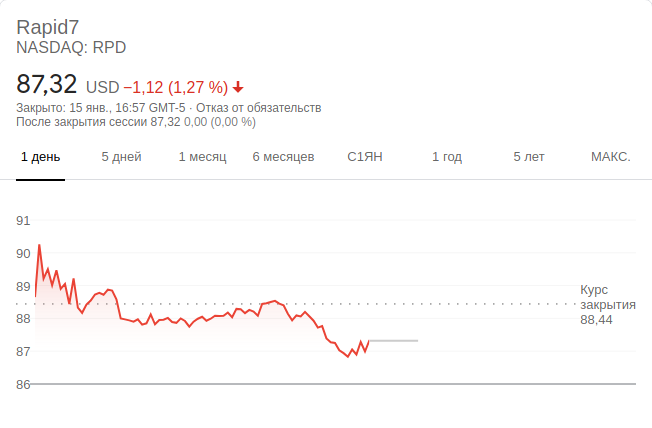 Rapid7
NASDAQ: RPD
87,32 USD −1,12 (1,27 %)
Закрыто: 15 янв., 16:57 GMT-5 · Отказ от обязательств
После закрытия сессии 87,32 0,00 (0,00 %)
1 день 5 дней 1 месяц 6 месяцев С1ЯН 1 год 5 лет МАКС.
91
90
89
88
87
86
Курс
закрытия
88,44